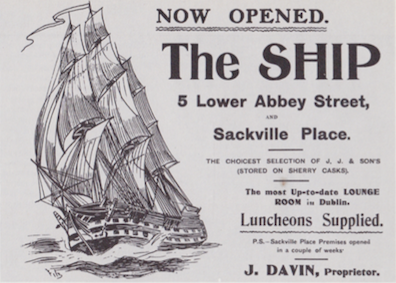 NOW OPENED.
The SHIP
5 Lower Abbey Street,
AND
Sackville Place.
THE CHOICEST SELECTION OF J. J. & SON'S
(STORED ON SHERRY CASKS).
The most Up-to-date LOUNGE
ROOM in Dublin.
Luncheons Supplied.
P.S.—Sackville Place Premises opened
in a couple of weeks'
J. DAVIN, Proprietor.